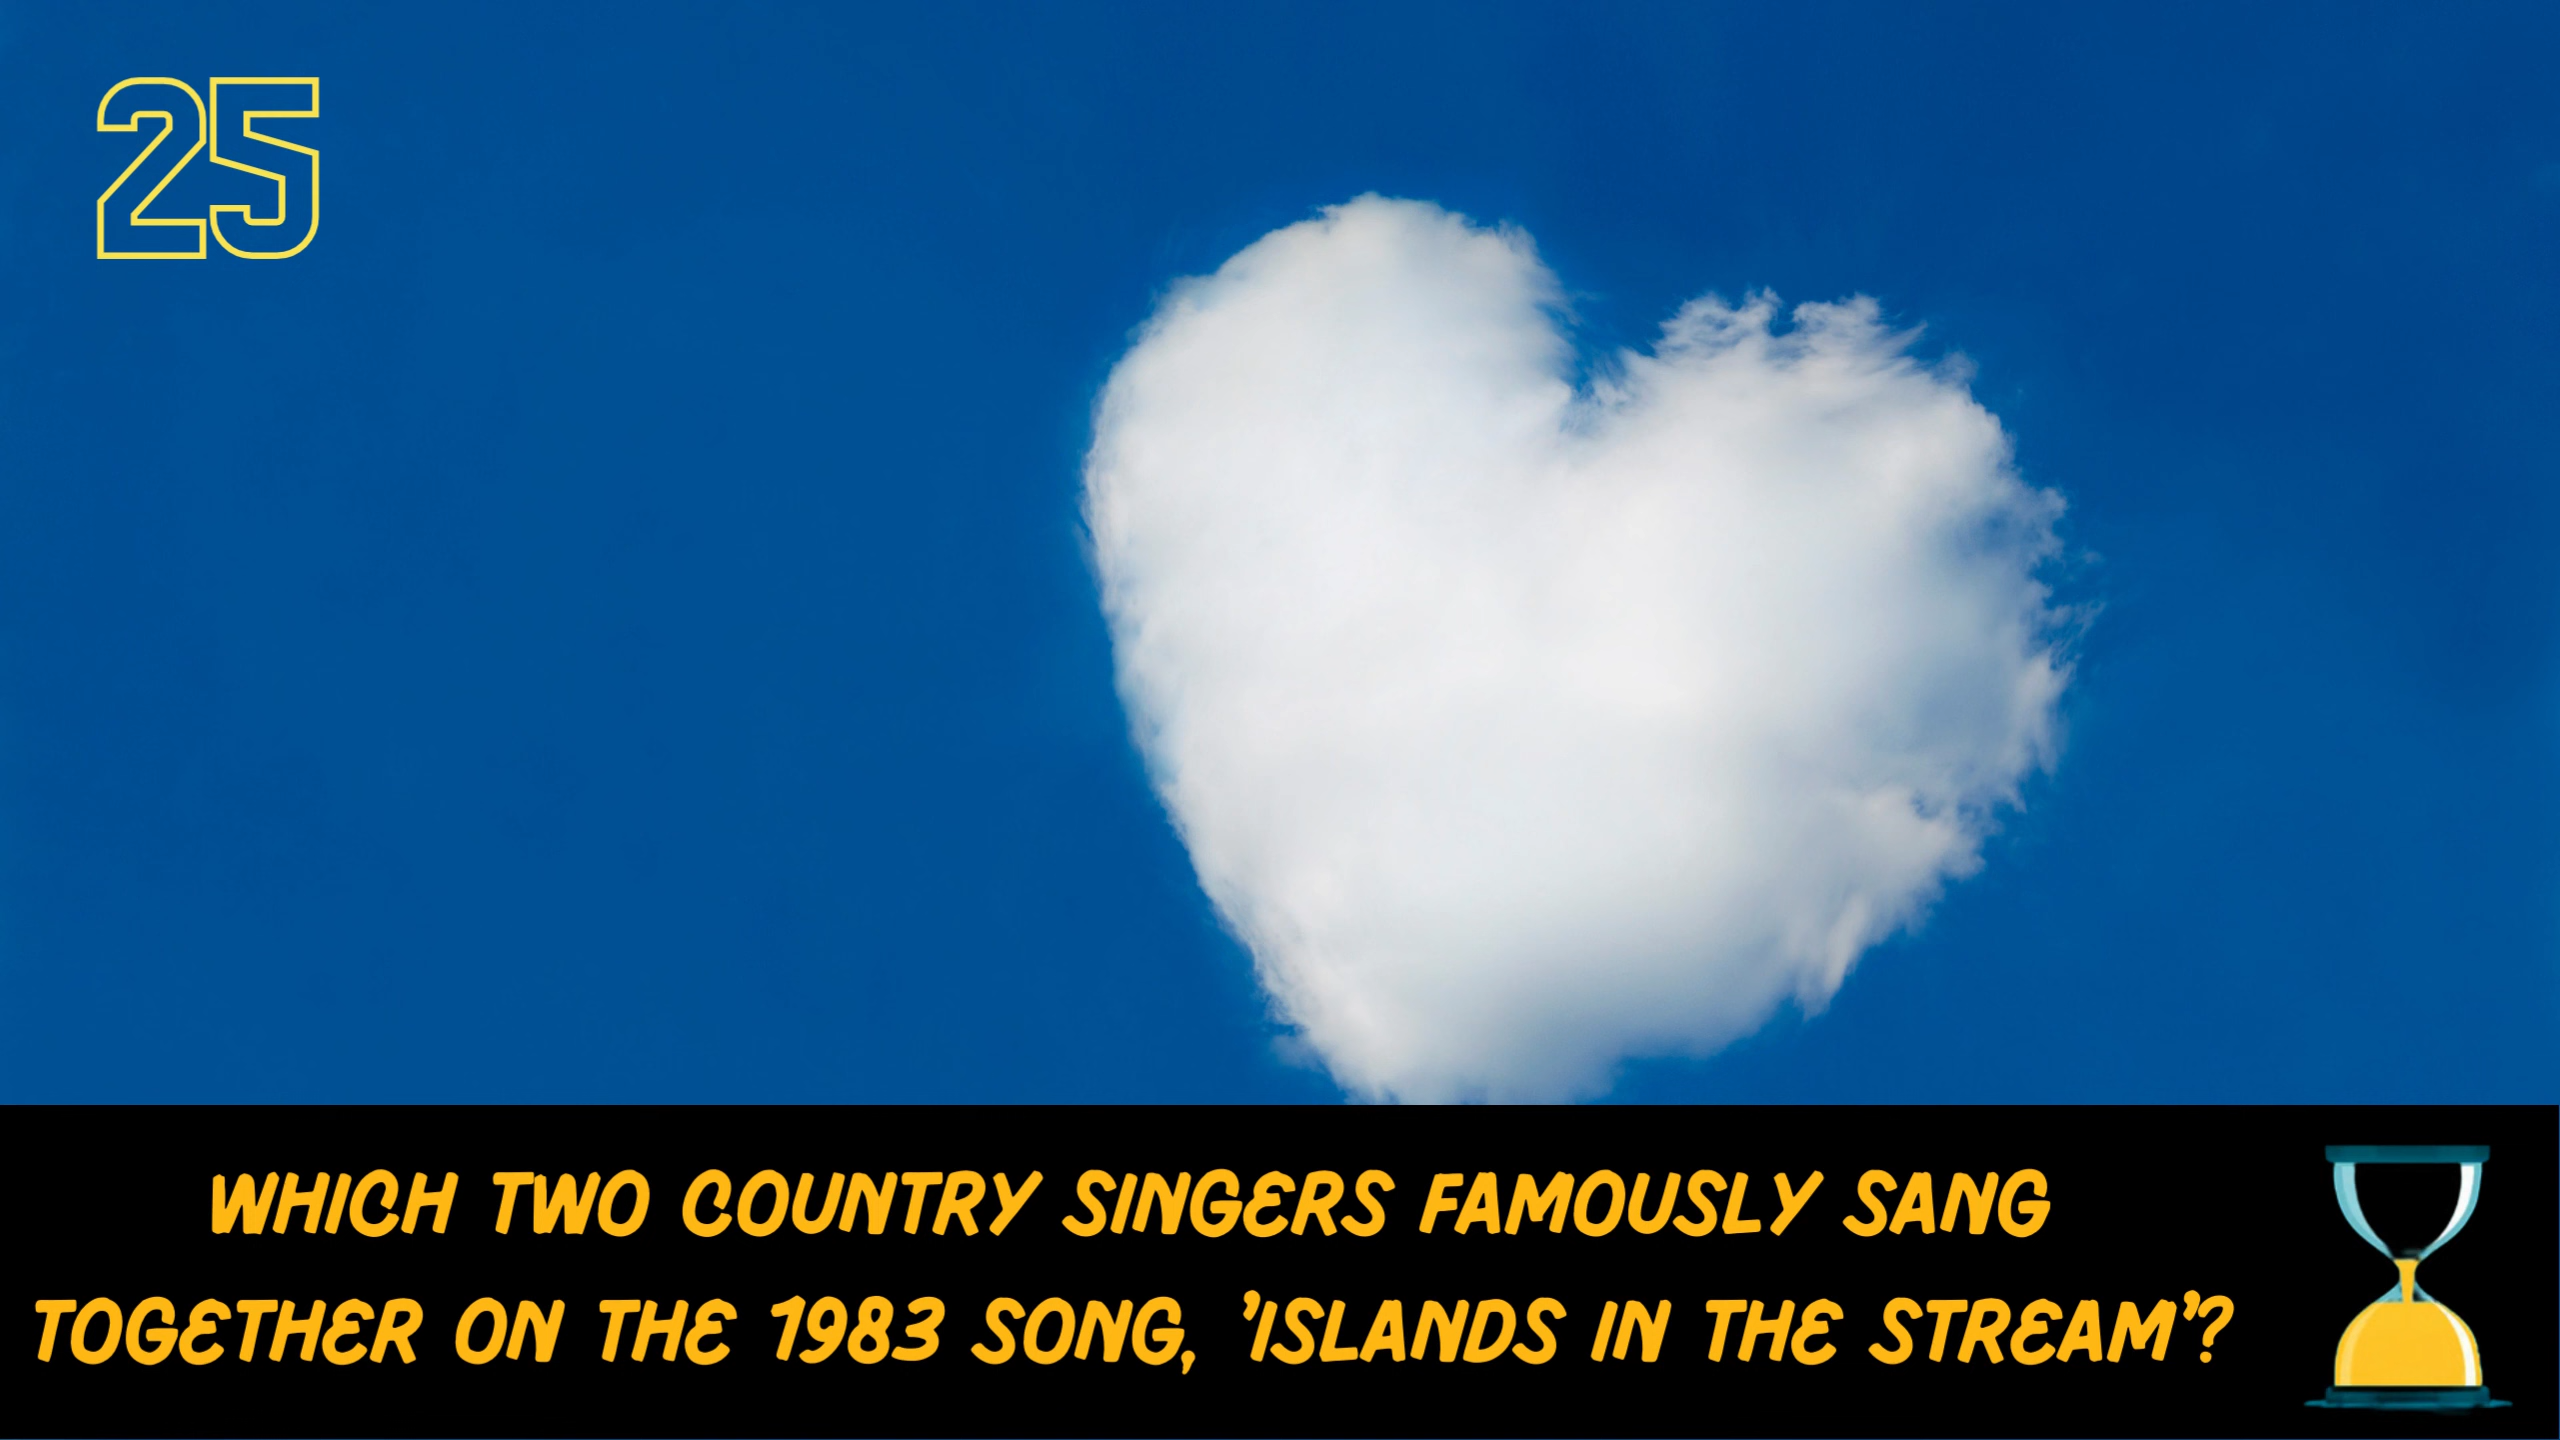 25
WHICH TWO COUNTRY SINGERS FAMOUSLY SANG
TOGETHER ON THE 1983 SONG, 'ISLANDS IN THE STREAM'?